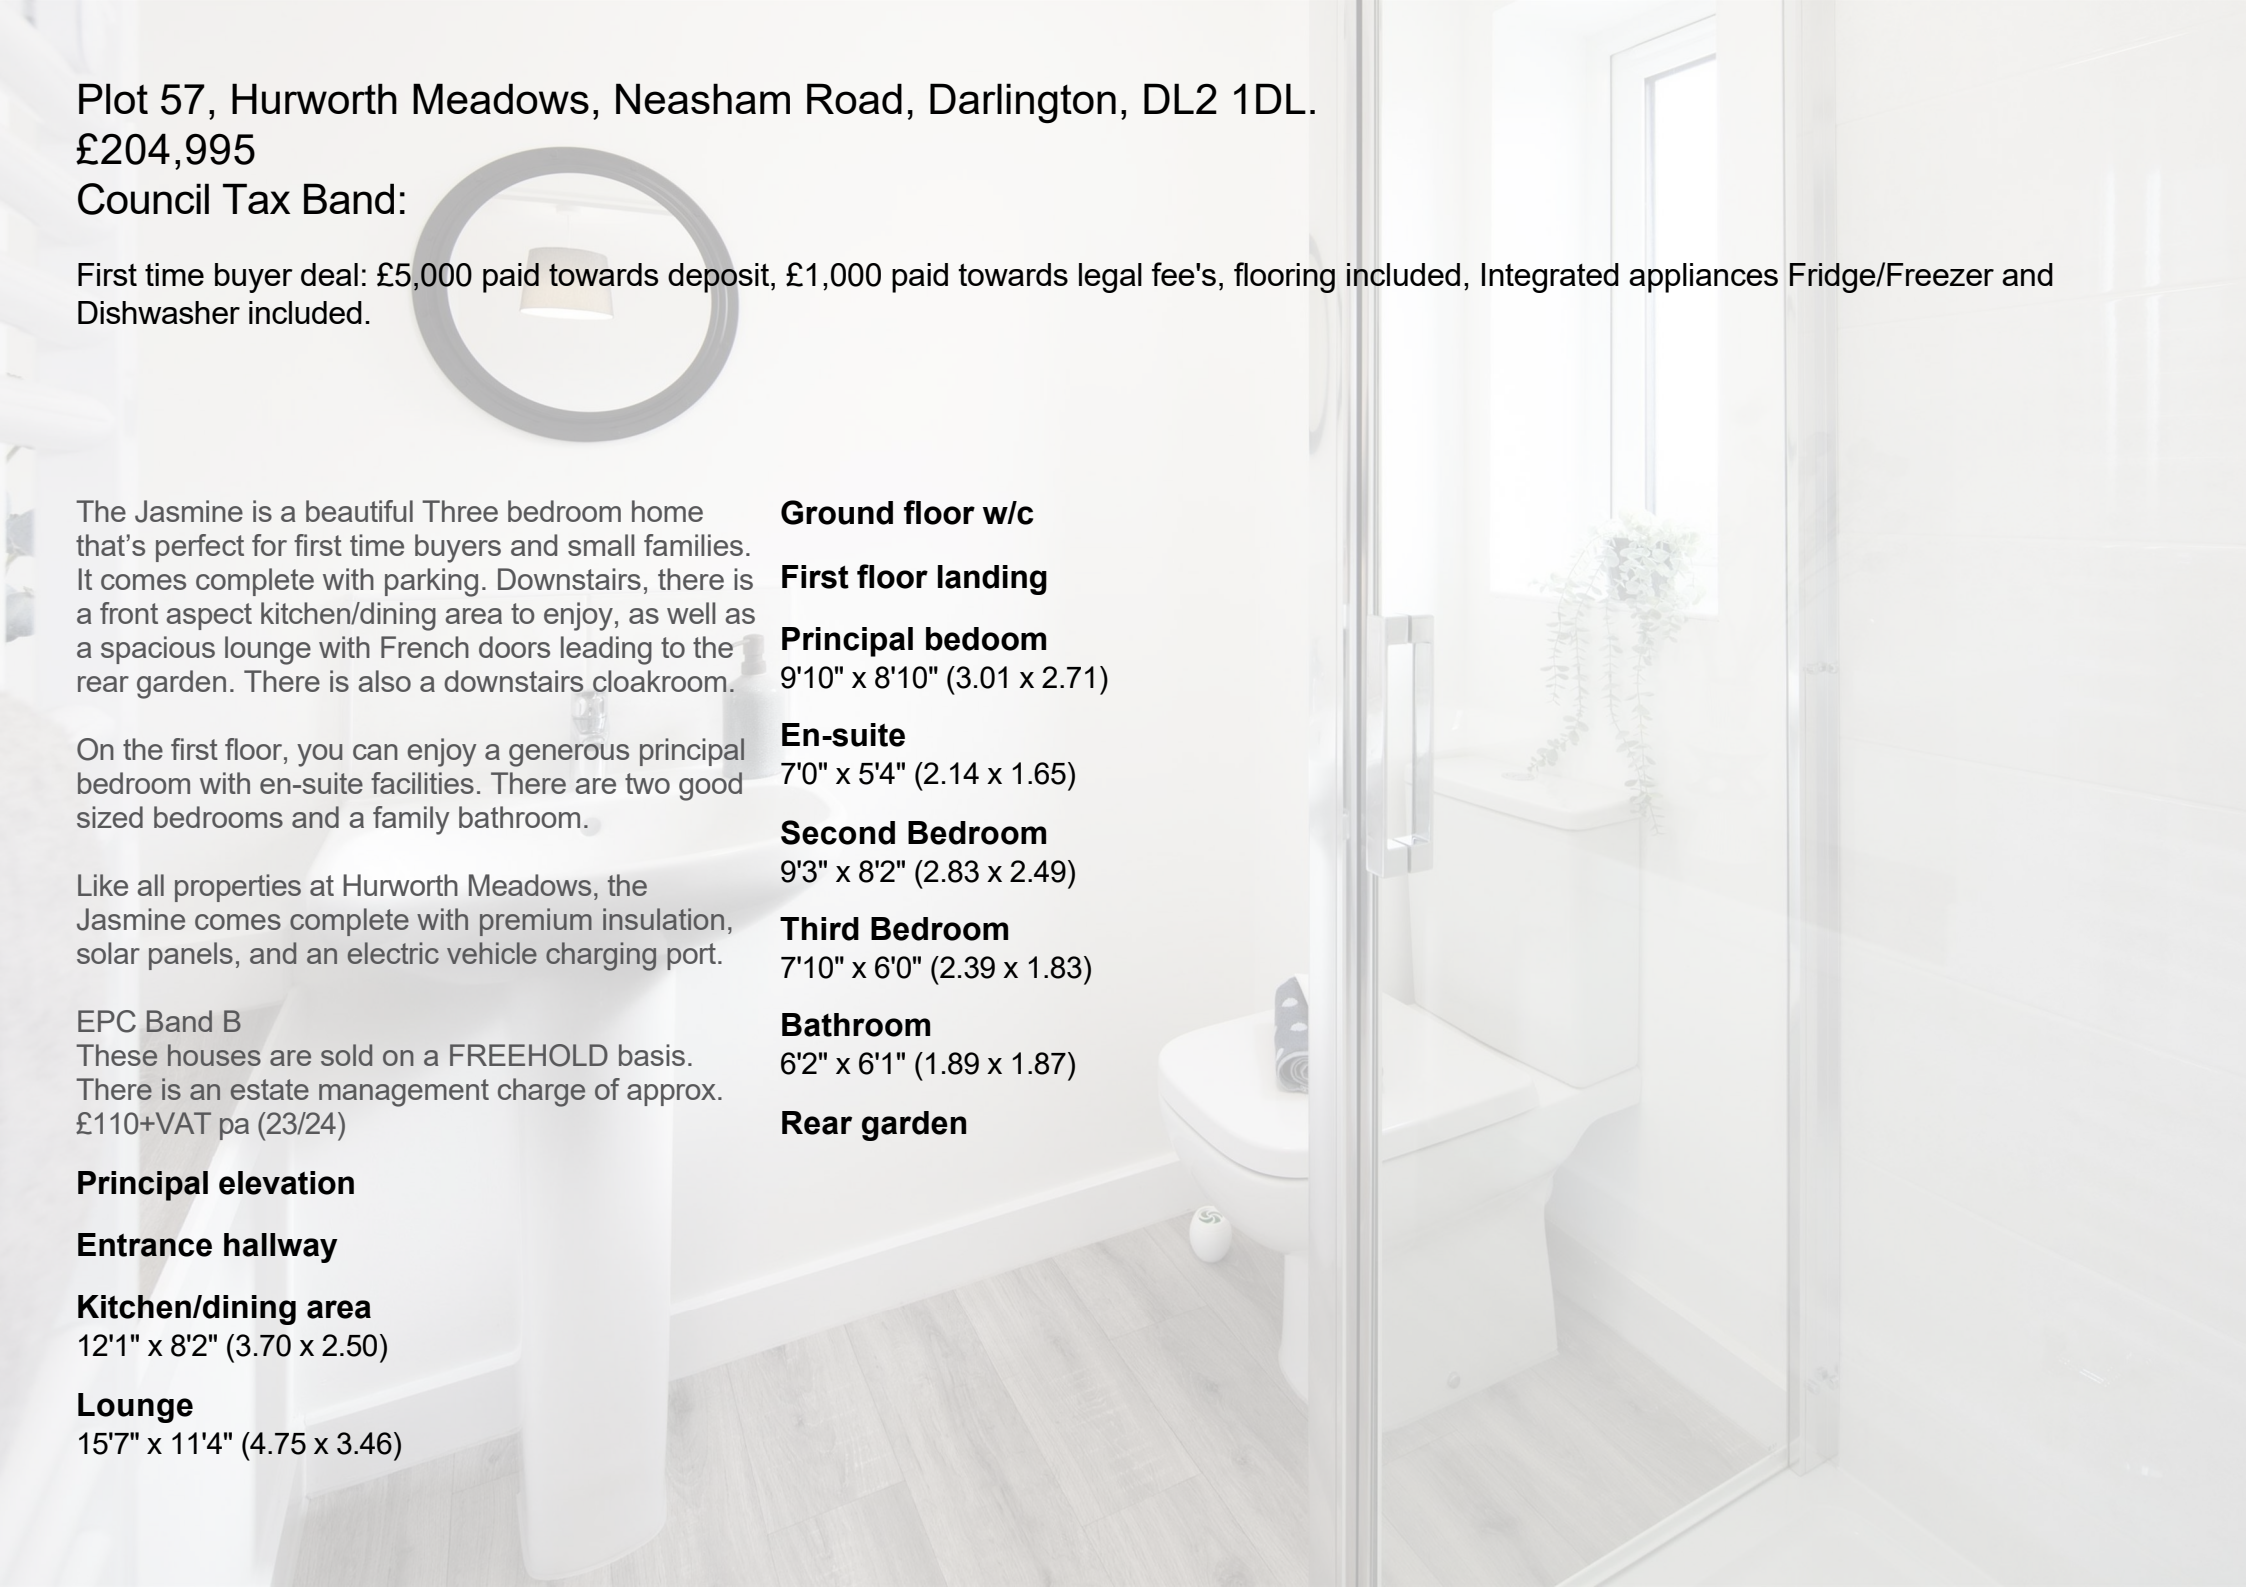 Plot 57, Hurworth Meadows, Neasham Road, Darlington, DL2 1DL.
£204,995
Council Tax Band:
First time buyer deal: £5,000 paid towards deposit, £1,000 paid towards legal fee's, flooring included, Integrated appliances Fridge/Freezer and
Dishwasher included.
The Jasmine is a beautiful Three bedroom home
that’s perfect for first time buyers and small families.
It comes complete with parking. Downstairs, there is
a front aspect kitchen/dining area to enjoy, as well as
a spacious lounge with French doors leading to the
rear garden. There is also a downstairs cloakroom.
On the first floor, you can enjoy a generous principal
bedroom with en-suite facilities. There are two good
sized bedrooms and a family bathroom.
Like all properties at Hurworth Meadows, the
Jasmine comes complete with premium insulation,
solar panels, and an electric vehicle charging port.
EPC Band B
These houses are sold on a FREEHOLD basis.
There is an estate management charge of approx.
£110+VAT pa (23/24)
Principal elevation
Entrance hallway
Kitchen/dining area
12'1" x 8'2" (3.70 x 2.50)
Lounge
15'7" x 11'4" (4.75 x 3.46)
Ground floor w/c
First floor landing
Principal bedoom
9'10" x 8'10" (3.01 x 2.71)
En-suite
7'0" x 5'4" (2.14 x 1.65)
Second Bedroom
9'3" x 8'2" (2.83 x 2.49)
Third Bedroom
7'10" x 6'0" (2.39 x 1.83)
Bathroom
6'2" x 6'1" (1.89 x 1.87)
Rear garden